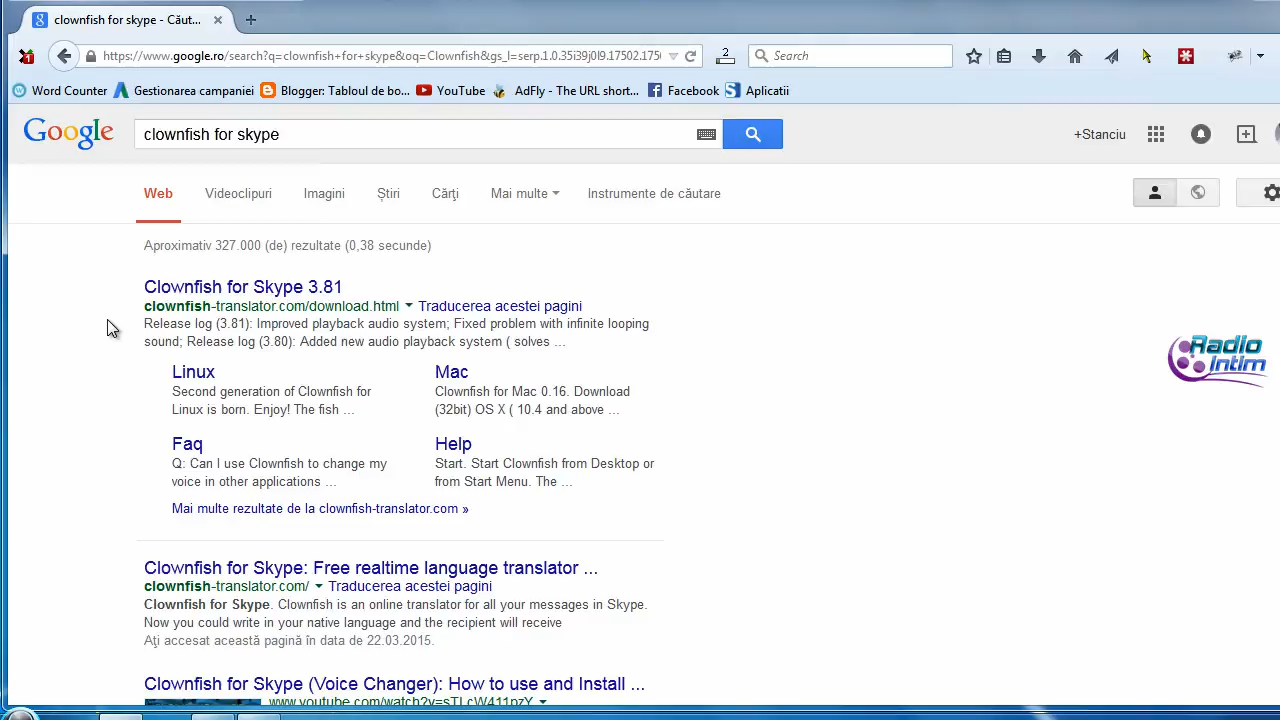 clownfish for skype - Căut...
https://www.google.ro/search?q=clownfish+for+skype&oq=Clownfish&gs_l=serp.1.0.35i39j0l9.17502.175
2
Search
1
Word Counter
Gestionarea campaniei
Blogger: Tabloul de bo...
YouTube
AdFly - The URL short...
Facebook
Aplicatii
Google
clownfish for skype
+Stanciu
Web
Videoclipuri
Imagini
Știri
Cărţi
Mai multe
Instrumente de căutare
Aproximativ 327.000 (de) rezultate (0,38 secunde)
Clownfish for Skype 3.81
clownfish-translator.com/download.html
Traducerea acestei pagini
Release log (3.81): Improved playback audio system; Fixed problem with infinite looping
sound; Release log (3.80): Added new audio playback system ( solves ...
Linux
Second generation of Clownfish for
Linux is born. Enjoy! The fish ...
Mac
Clownfish for Mac 0.16. Download
(32bit) OS X ( 10.4 and above ...
Faq
Q: Can I use Clownfish to change my
voice in other applications ...
Help
Start. Start Clownfish from Desktop or
from Start Menu. The ...
Mai multe rezultate de la clownfish-translator.com »
Clownfish for Skype: Free realtime language translator ...
clownfish-translator.com/
Traducerea acestei pagini
Clownfish for Skype. Clownfish is an online translator for all your messages in Skype.
Now you could write in your native language and the recipient will receive
Aţi accesat această pagină în data de 22.03.2015.
Clownfish for Skype (Voice Changer): How to use and Install ...
www.youtube.com/watch?v=sTLcW411pzY
Radio
Intim